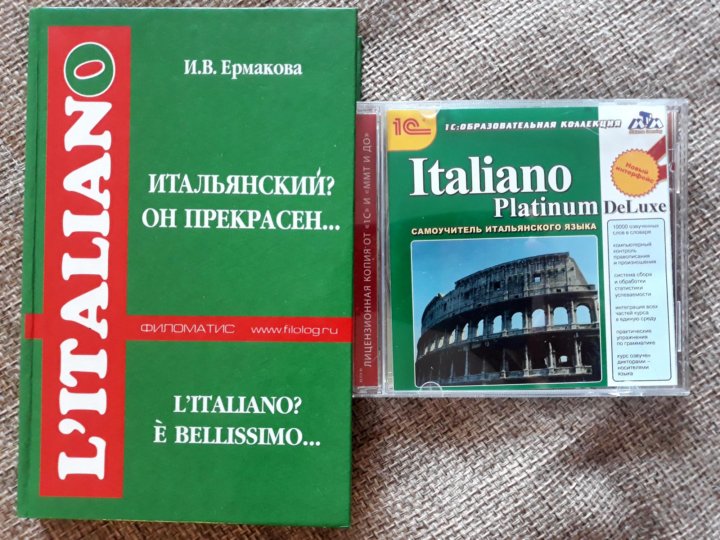 L'ITALIANO
И.В. Ермакова
ИТАЛЬЯНСКИЙ?
ОН ПРЕКРАСЕН...
ФИЛОМАТИС www.filolog.ru
L'ITALIANO?
È BELLISSIMO...
ЛИЦЕНЗИОННАЯ КОПИЯ ОТ «1С» И «ММТ И ДО»
1С
1С:ОБРАЗОВАТЕЛЬНАЯ КОЛЛЕКЦИЯ
Новый
интерфейс
Italiano
Platinum DeLuxe
САМОУЧИТЕЛЬ ИТАЛЬЯНСКОГО ЯЗЫКА
10000 озвученных
слов в словаре
компьютерный
контроль
правописания
и произношения
система сбора
и обработки
статистики
успеваемости
интеграция всех
частей курса
в единую среду
практические
упражнения
по грамматике
курс озвучен
дикторами –
носителями
языка